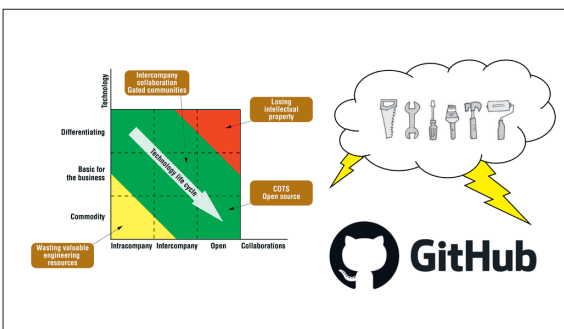 Technology
Intercompany
collaboration
Gated communities
Losing
intellectual
property
Differentiating
Basic for
the business
Technology life cycle
COTS
Open source
Commodity
Wasting valuable
engineering
resources
Intracompany
Intercompany
Open
Collaborations
GitHub